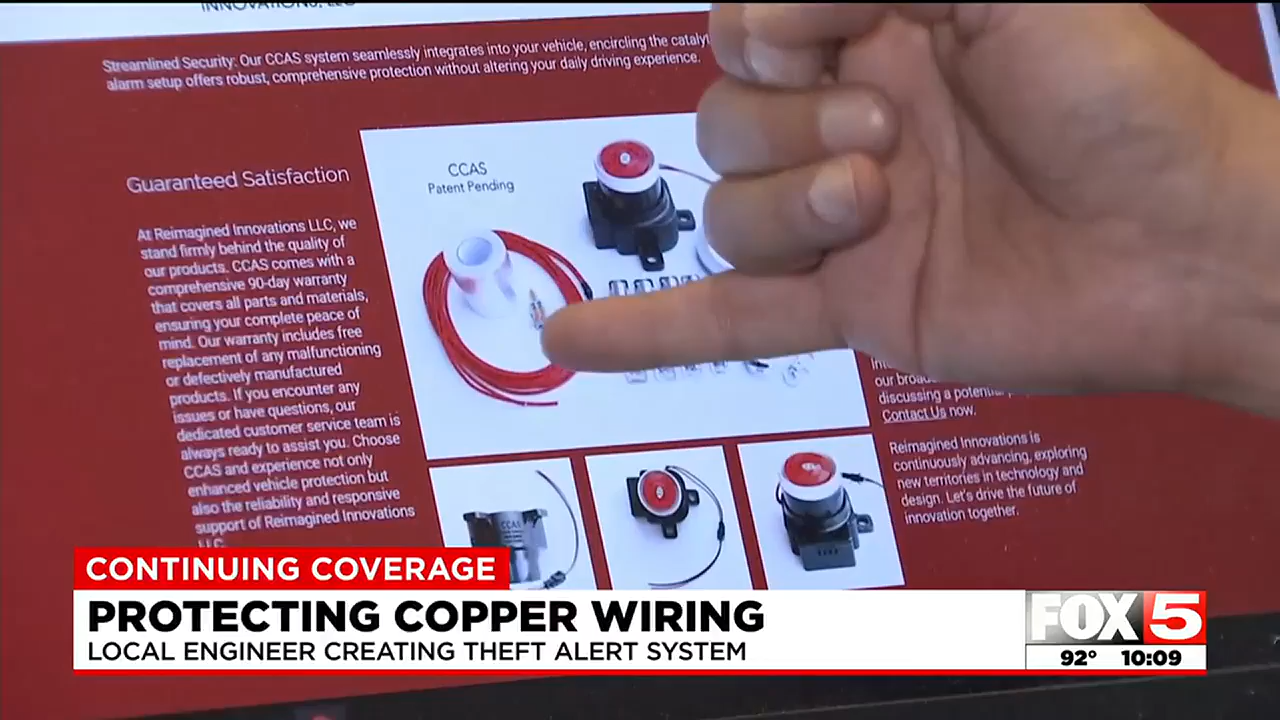 INNOVATIONS, LLC
Streamlined Security: Our CCAS system seamlessly integrates into your vehicle, encircling the
alarm setup offers robust, comprehensive protection without altering your daily driving experience.
Guaranteed Satisfaction
At Reimagined Innovations LLC, we
stand firmly behind the quality of
our products. CCAS comes with a
comprehensive 90-day warranty
that covers all parts and materials,
ensuring your complete peace of
mind. Our warranty includes free
replacement of any malfunctioning
or defectively manufactured
products. If you encounter any
issues or have questions, our
dedicated customer service team is
always ready to assist you. Choose
CCAS and experience not only
enhanced vehicle protection but
also the reliability and responsive
support of Reimagined Innovations
LLC.
CCAS
Patent Pending
CCAS
our
discussing a
Contact Us now.
Reimagined Innovations is
continuously advancing, exploring
new territories in technology and
design. Let's drive the future of
innovation together.
CONTINUING COVERAGE
PROTECTING COPPER WIRING
LOCAL ENGINEER CREATING THEFT ALERT SYSTEM
FOX 5
92° 10:09